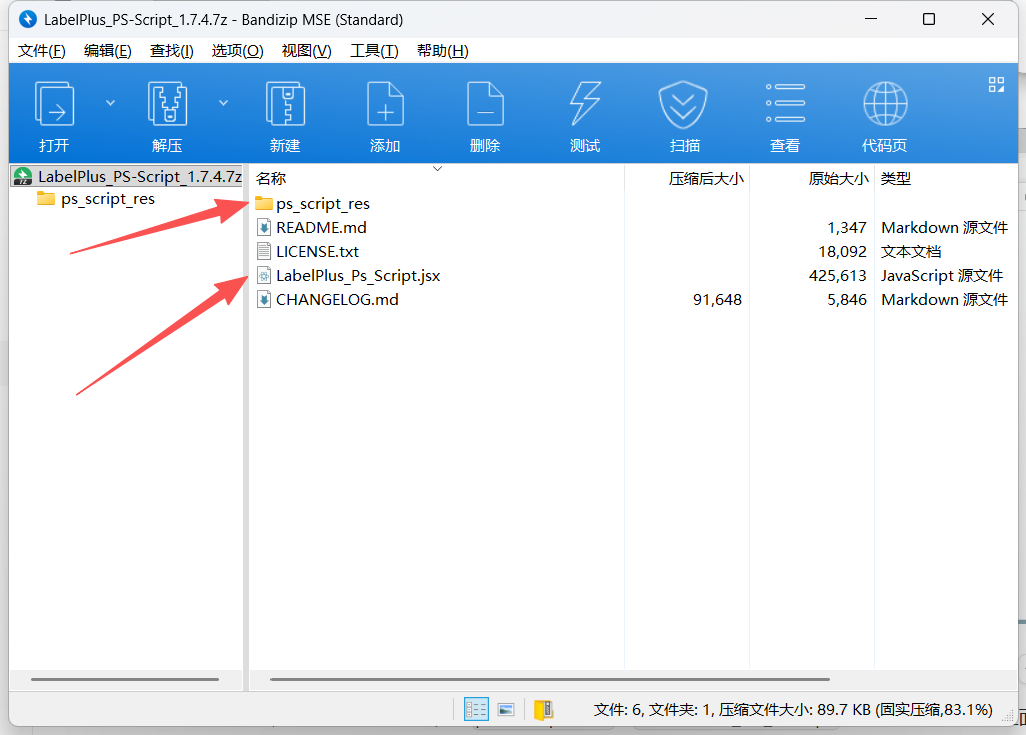 LabelPlus_PS-Script_1.7.4.7z - Bandizip MSE (Standard)
文件(F) 编辑(E) 查找(I) 选项(O) 视图(V) 工具(T) 帮助(H)
打开 解压 新建 添加 删除 测试 扫描 查看 代码页
LabelPlus_PS-Script_1.7.4.7z
ps_script_res
名称 压缩后大小 原始大小 类型
ps_script_res
README.md 1,347 Markdown 源文件
LICENSE.txt 18,092 文本文档
LabelPlus_Ps_Script.jsx 425,613 JavaScript 源文件
CHANGELOG.md 91,648 5,846 Markdown 源文件
文件: 6, 文件夹: 1, 压缩文件大小: 89.7 KB (固实压缩,83.1%)